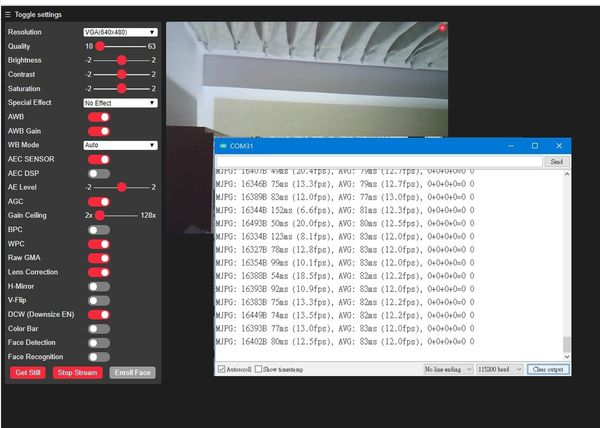 ☰ Toggle settings
Resolution VGA(640x480)
Quality 10 63
Brightness -2 2
Contrast -2 2
Saturation -2 2
Special Effect No Effect
AWB
AWB Gain
WB Mode Auto
AEC SENSOR
AEC DSP
AE Level -2 2
AGC
Gain Ceiling 2x 128x
BPC
WPC
Raw GMA
Lens Correction
H-Mirror
V-Flip
DCW (Downsize EN)
Color Bar
Face Detection
Face Recognition
Get Still Stop Stream Enroll Face
COM31
Send
MJPG: 16407B 49ms (20.4fps), AVG: 79ms (12.7fps), 0+0+0+0=0 0
MJPG: 16346B 75ms (13.3fps), AVG: 79ms (12.7fps), 0+0+0+0=0 0
MJPG: 16389B 83ms (12.0fps), AVG: 77ms (13.0fps), 0+0+0+0=0 0
MJPG: 16344B 152ms (6.6fps), AVG: 81ms (12.3fps), 0+0+0+0=0 0
MJPG: 16493B 50ms (20.0fps), AVG: 80ms (12.5fps), 0+0+0+0=0 0
MJPG: 16334B 123ms (8.1fps), AVG: 83ms (12.0fps), 0+0+0+0=0 0
MJPG: 16327B 78ms (12.8fps), AVG: 83ms (12.0fps), 0+0+0+0=0 0
MJPG: 16354B 99ms (10.1fps), AVG: 83ms (12.0fps), 0+0+0+0=0 0
MJPG: 16388B 54ms (18.5fps), AVG: 82ms (12.2fps), 0+0+0+0=0 0
MJPG: 16393B 92ms (10.9fps), AVG: 83ms (12.0fps), 0+0+0+0=0 0
MJPG: 16383B 75ms (13.3fps), AVG: 82ms (12.2fps), 0+0+0+0=0 0
MJPG: 16449B 74ms (13.5fps), AVG: 82ms (12.2fps), 0+0+0+0=0 0
MJPG: 16393B 77ms (13.0fps), AVG: 83ms (12.0fps), 0+0+0+0=0 0
MJPG: 16402B 80ms (12.5fps), AVG: 82ms (12.2fps), 0+0+0+0=0 0
Autoscroll Show timestamp No line ending 115200 baud Clear output